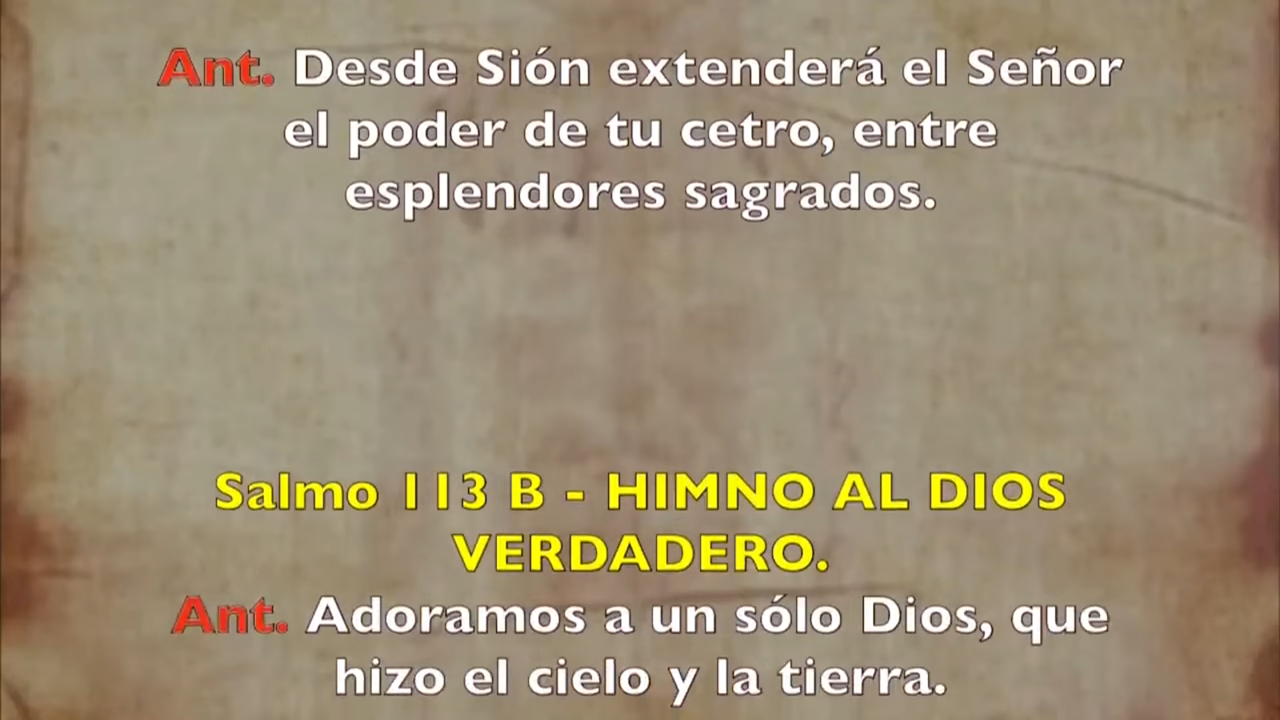 Ant. Desde Sión extenderá el Señor
el poder de tu cetro, entre
esplendores sagrados.
Salmo 113 B - HIMNO AL DIOS
VERDADERO.
Ant. Adoramos a un sólo Dios, que
hizo el cielo y la tierra.